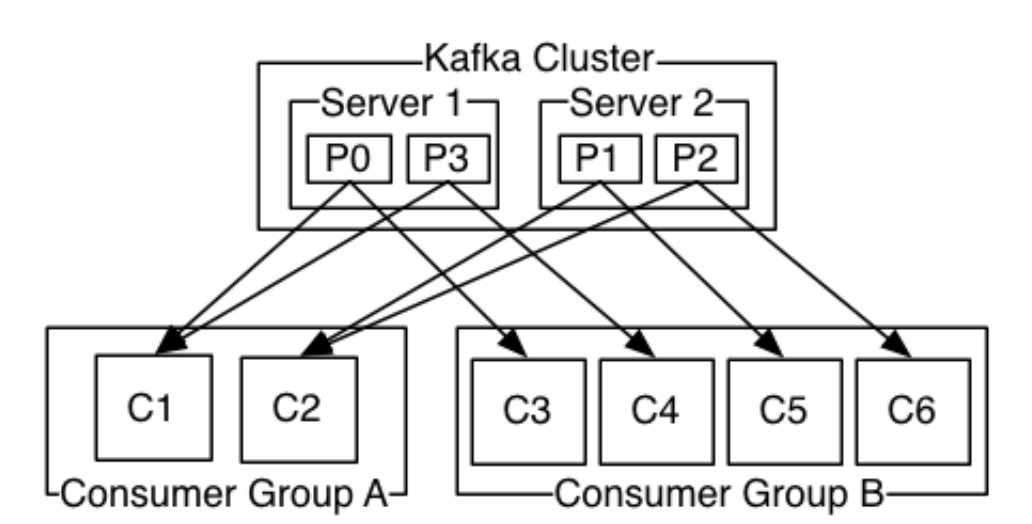 Kafka Cluster
Server 1
Server 2
P0
P3
P1
P2
C1
C2
C3
C4
C5
C6
Consumer Group A
Consumer Group B